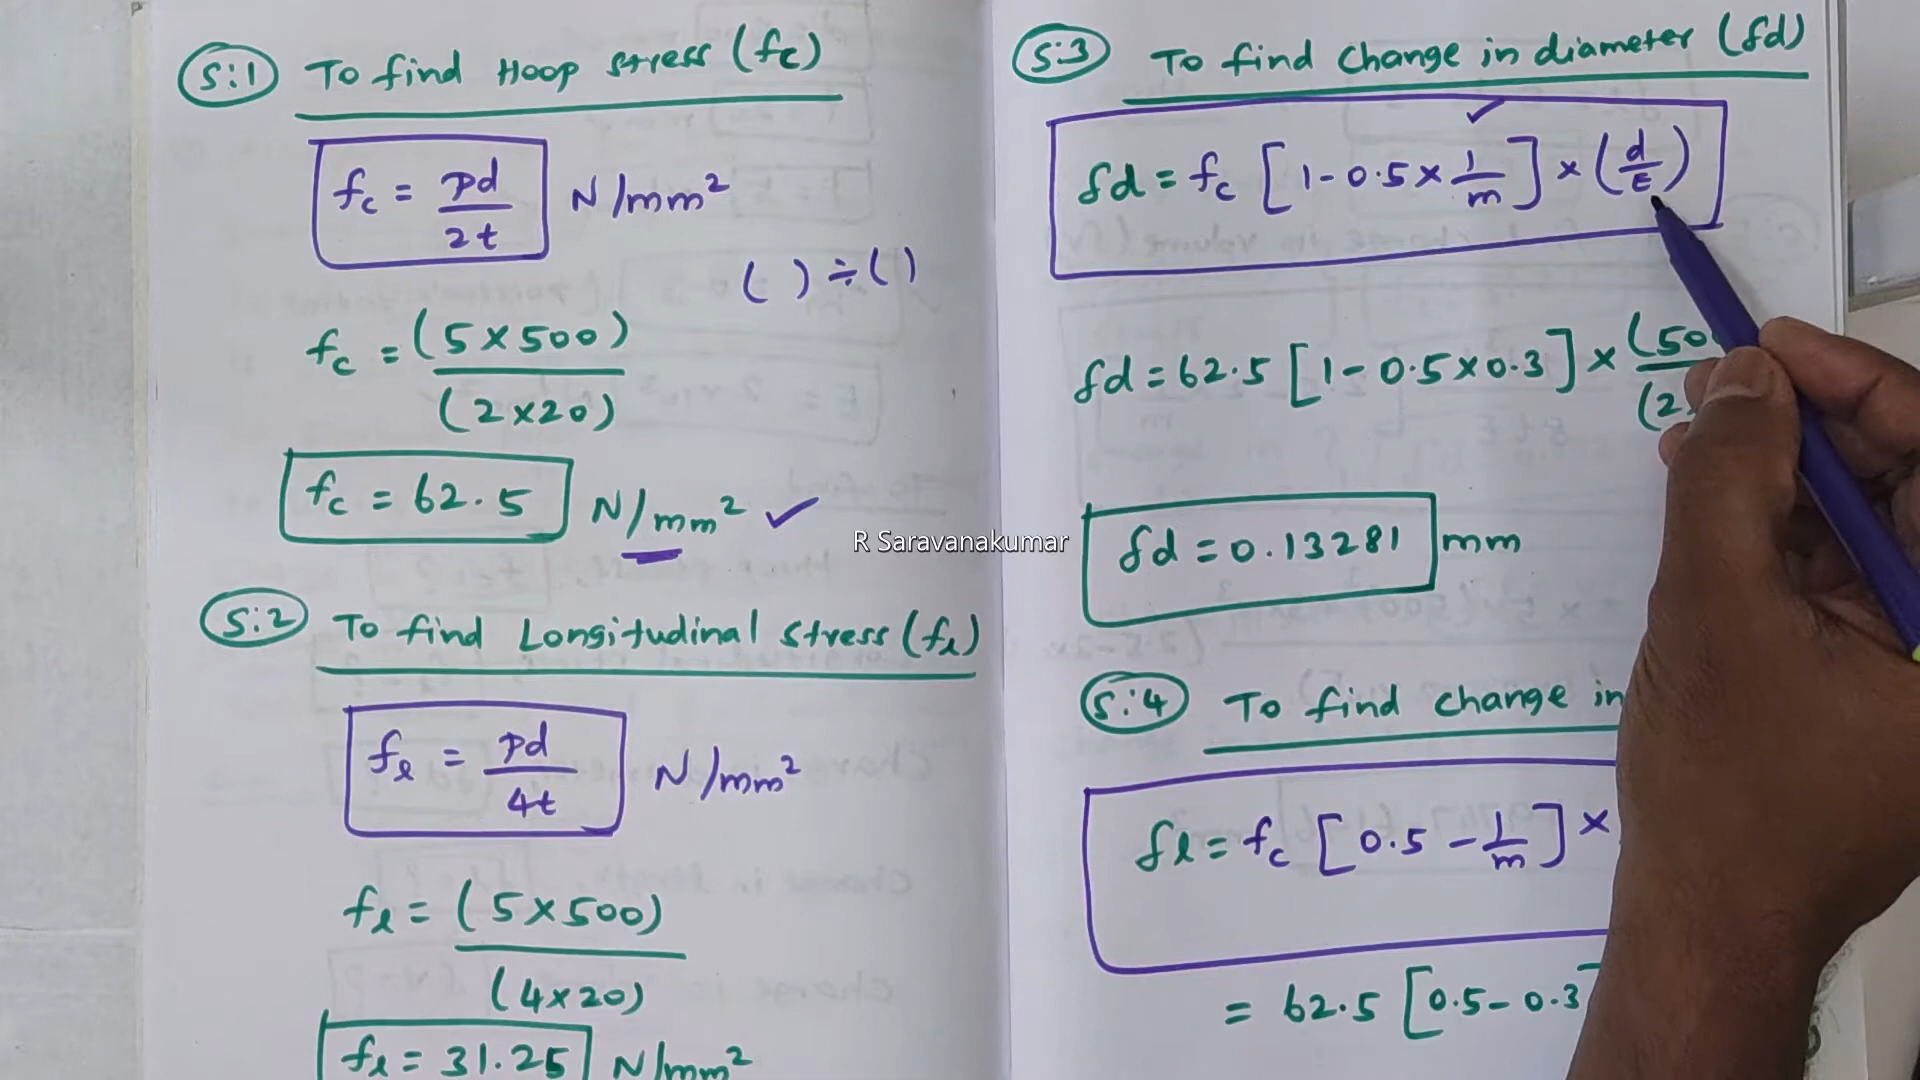 S:1 To find Hoop stress (fc)
fc = pd/2t N/mm²
( ) ÷ ( )
fc = (5×500)/(2×20)
fc = 62.5 N/mm² ✓
S:2 To find Longitudinal stress (fℓ)
fℓ = pd/4t N/mm²
fℓ = (5×500)/(4×20)
fℓ = 31.25 N/mm²
S:3 To find change in diameter (δd)
✓
δd = fc [1-0.5×1/m] × (d/E)
δd = 62.5 [1-0.5×0.3] × (50 / (2
δd = 0.13281 mm
S:4 To find change in
δℓ = fc [0.5 - 1/m] ×
= 62.5 [0.5-0.3
R Saravanakumar